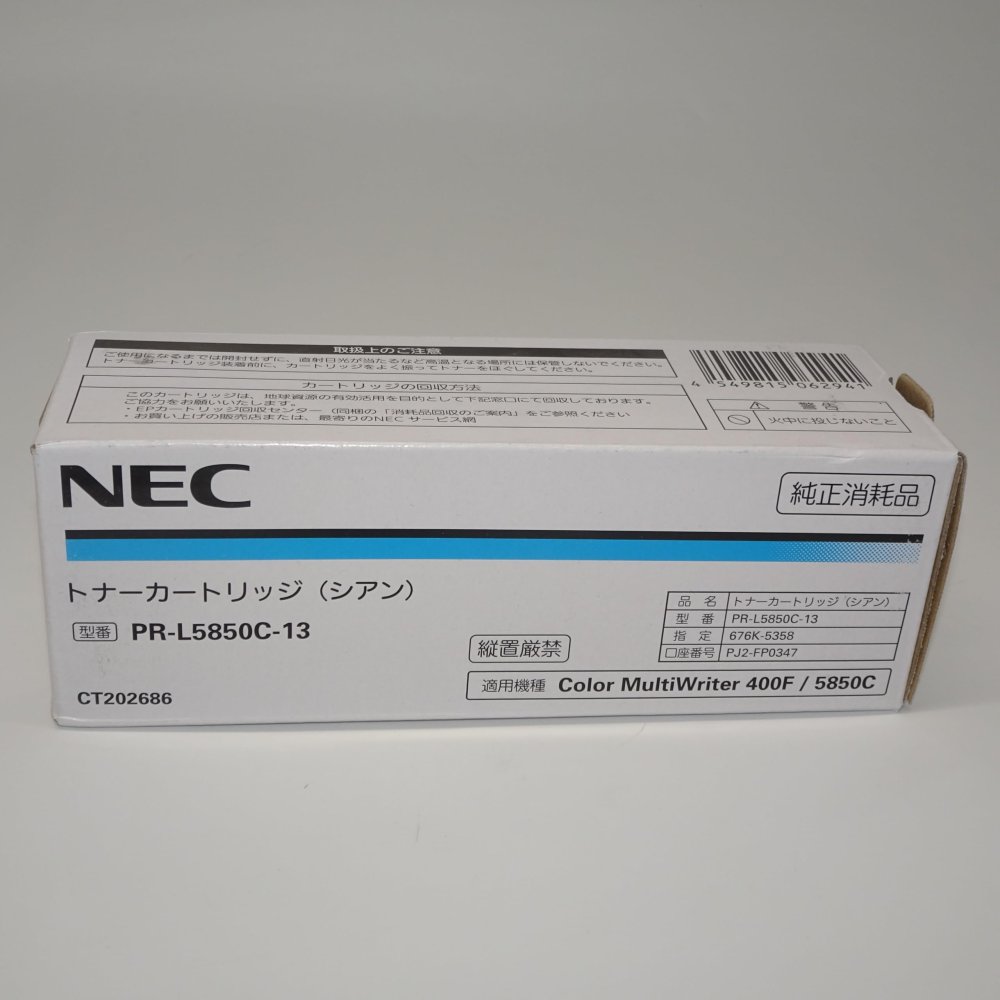 取扱上のご注意
ご使用になるまでは開封せずに、直射日光が当たるなど高温となる場所には保管しないでください。
トナーカートリッジ装着前に、カートリッジをよく振ってトナーをほぐしてください。
カートリッジの回収方法
このカートリッジは、地球資源の有効活用を目的として下記窓口にて回収しております。
ご協力をお願いいたします。
・EPカートリッジ回収センター（同梱の「消耗品回収のご案内」をご参照ください
・お買い上げの販売店または、最寄りのNECサービス網
4 549815 062941
警告
火中に投じないこと
NEC
純正消耗品
トナーカートリッジ（シアン）
型番 PR-L5850C-13
CT202686
縦置厳禁
品名 トナーカートリッジ（シアン）
型番 PR-L5850C-13
指定 676K-5358
口座番号 PJ2-FP0347
適用機種 Color MultiWriter 400F / 5850C